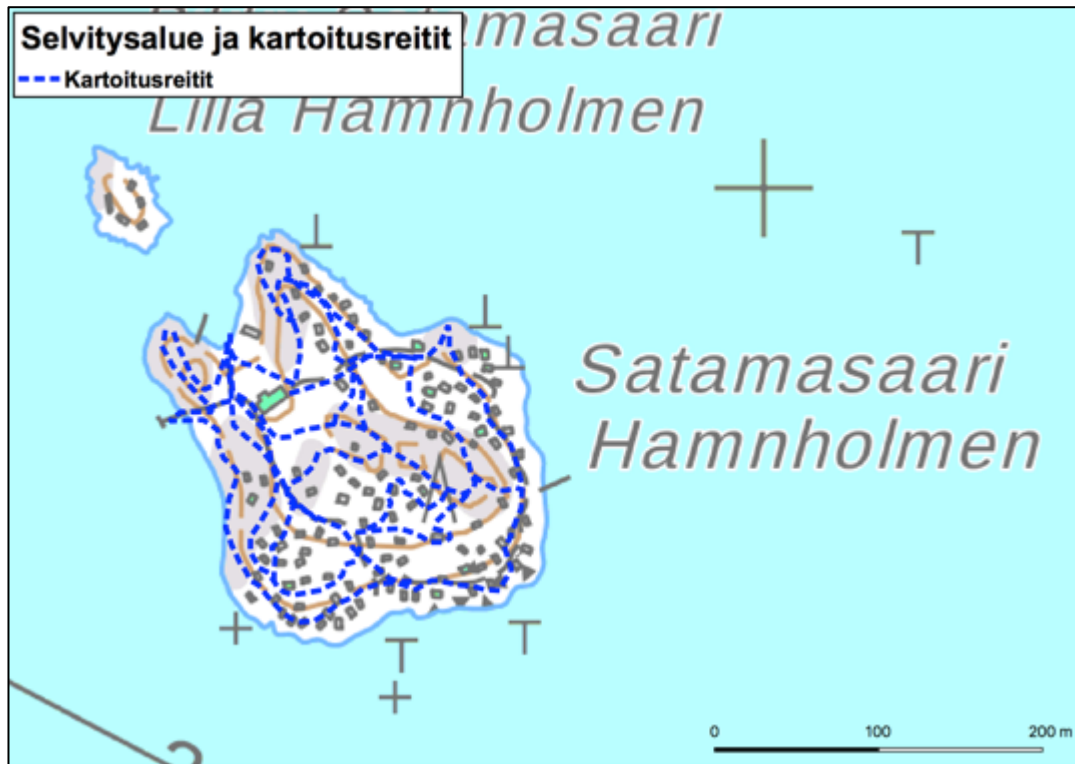 Selvitysalue ja kartoitusreitit
Kartoitusreitit
Lilla Hamnholmen
Satamasaari
Hamnholmen
0 100 200 m